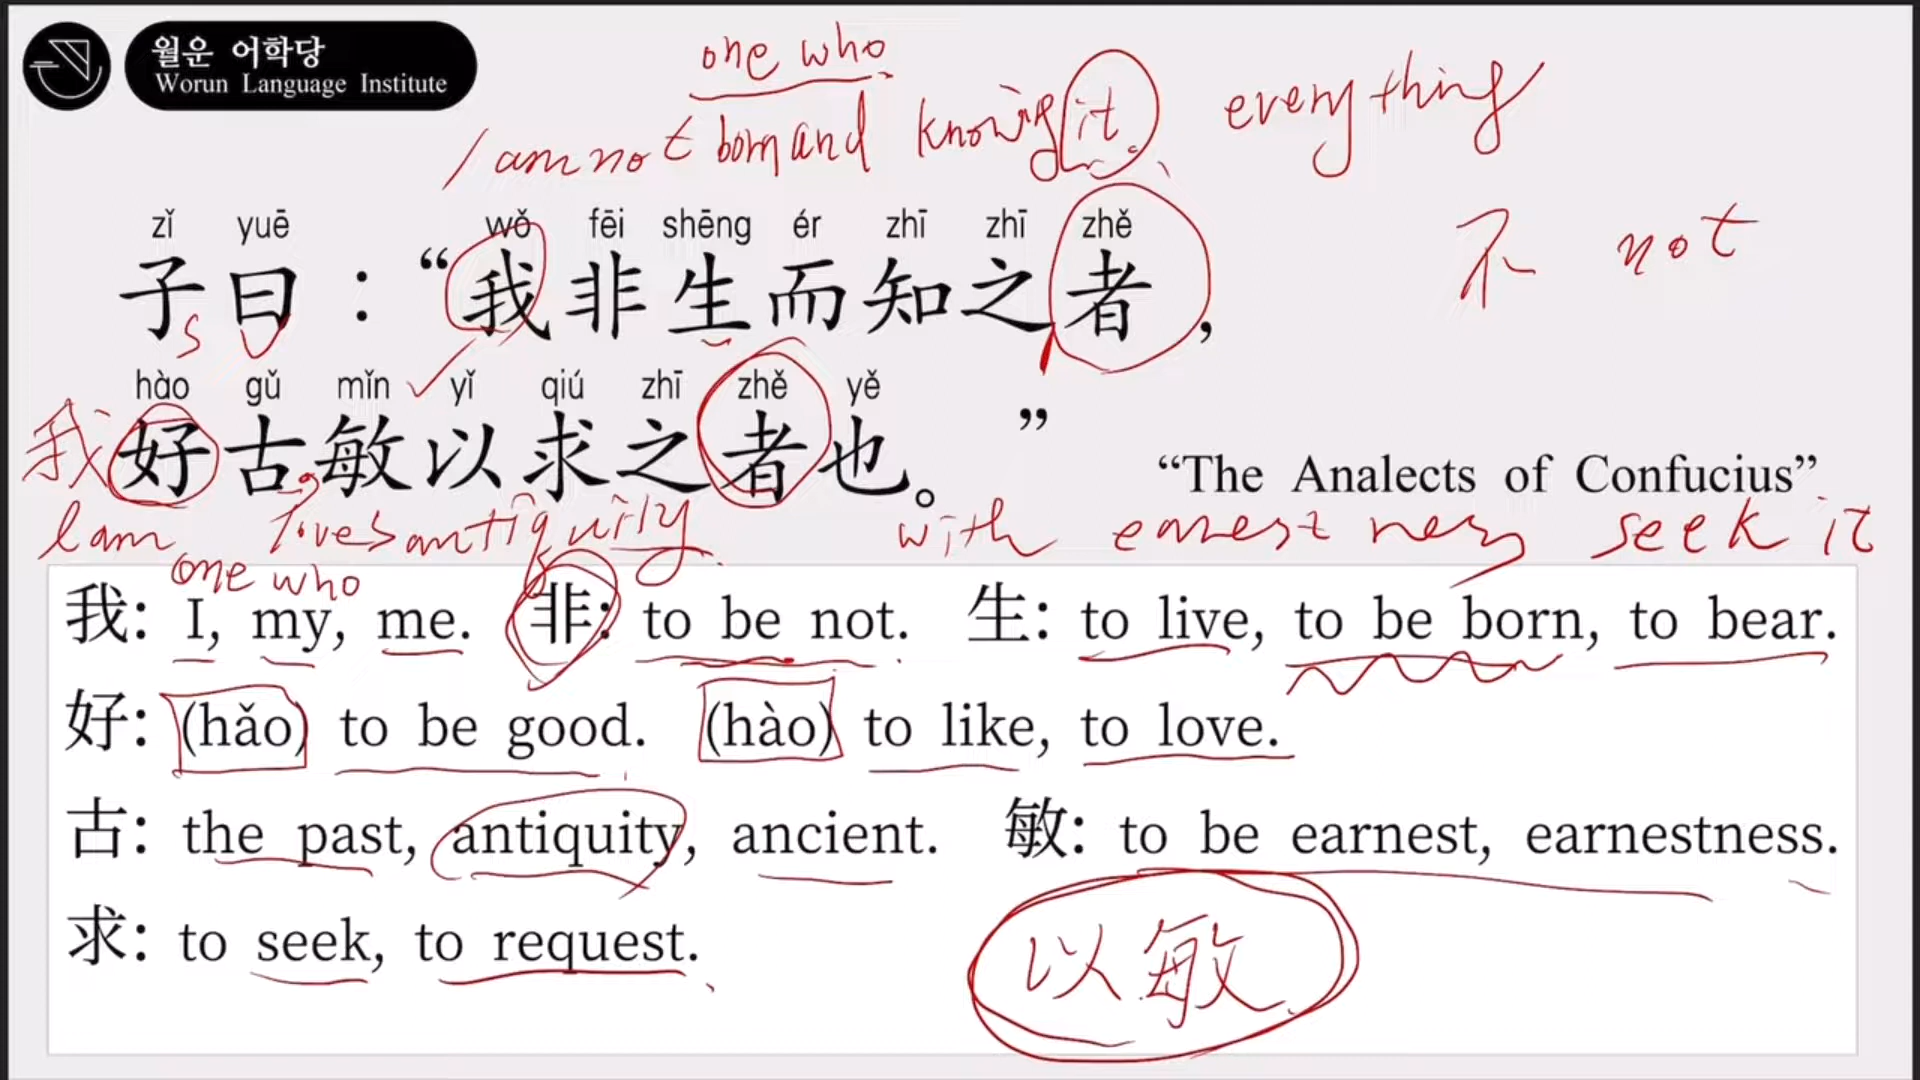 월운 어학당
Worun Language Institute
one who
I am not born and knowing it. everything
zǐ yuē wǒ fēi shēng ér zhī zhī zhě
子曰：“我非生而知之者，
不 not
s v
hào gǔ mǐn yǐ qiú zhī zhě yě
我好古敏以求之者也。”
“The Analects of Confucius”
I am loves antiquity with earnestness seek it
one who
我: I, my, me. 非: to be not. 生: to live, to be born, to bear.
好: (hǎo) to be good. (hào) to like, to love.
古: the past, antiquity, ancient. 敏: to be earnest, earnestness.
求: to seek, to request.
以敏